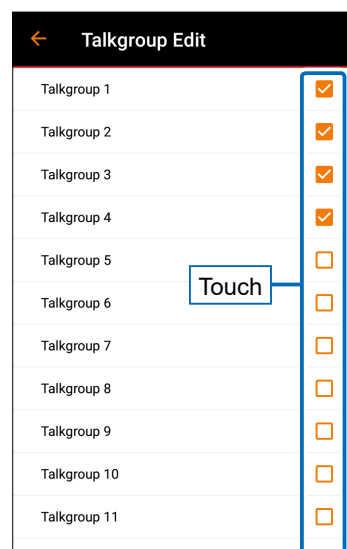 Talkgroup Edit
Talkgroup 1
Talkgroup 2
Talkgroup 3
Talkgroup 4
Talkgroup 5
Touch
Talkgroup 6
Talkgroup 7
Talkgroup 8
Talkgroup 9
Talkgroup 10
Talkgroup 11